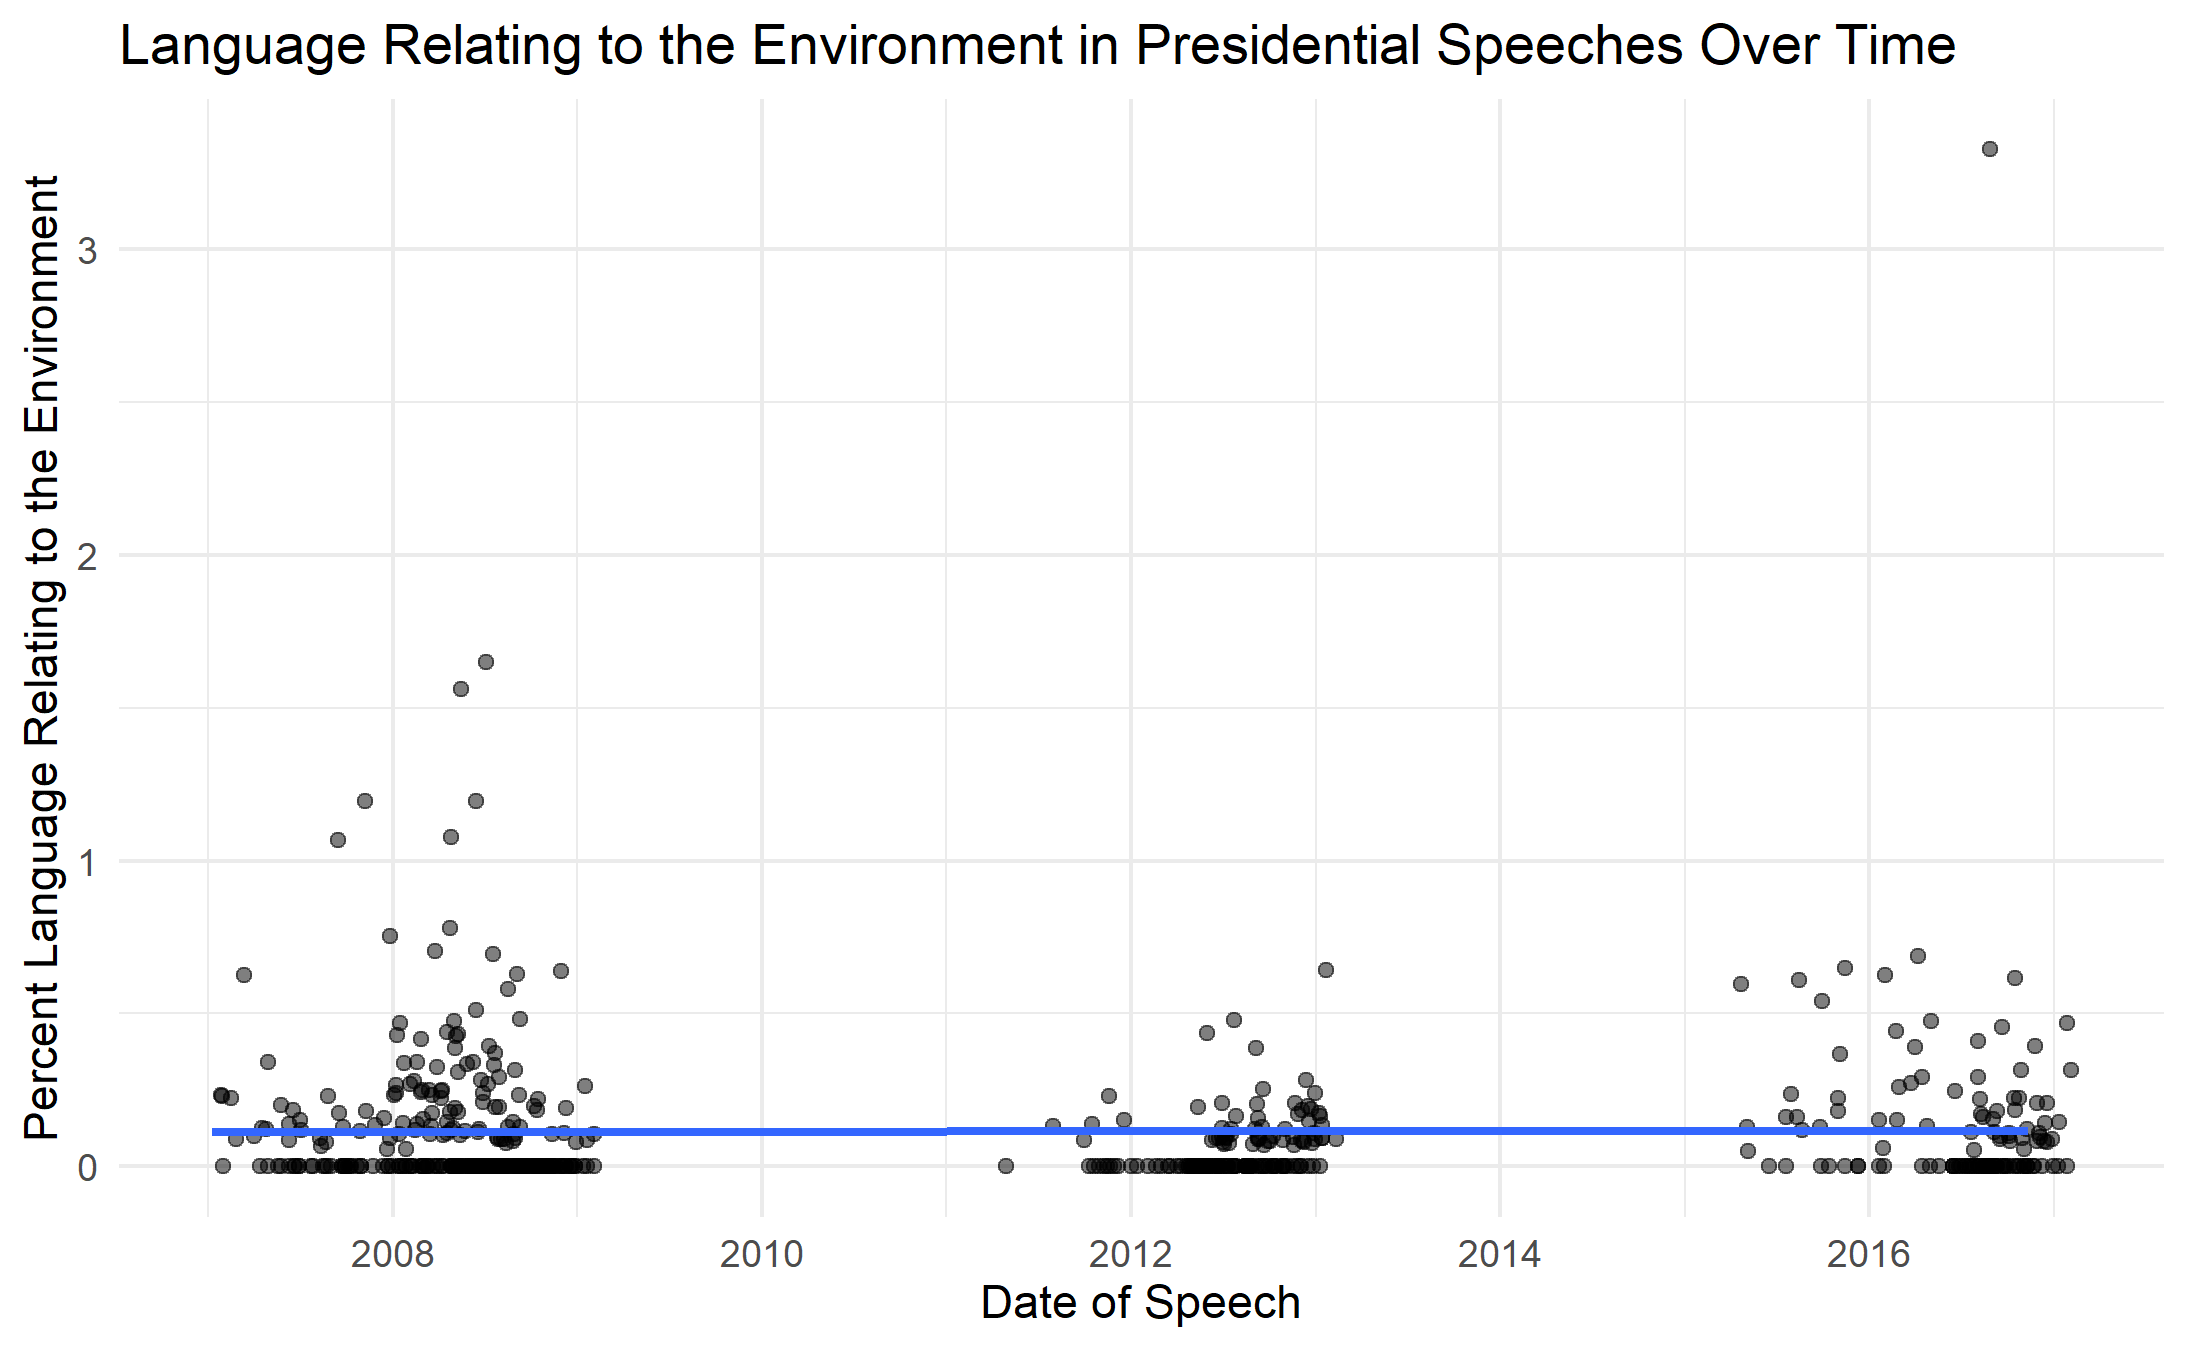 Language Relating to the Environment in Presidential Speeches Over Time
Percent Language Relating to the Environment
3
2
1
0
2008 2010 2012 2014 2016
Date of Speech